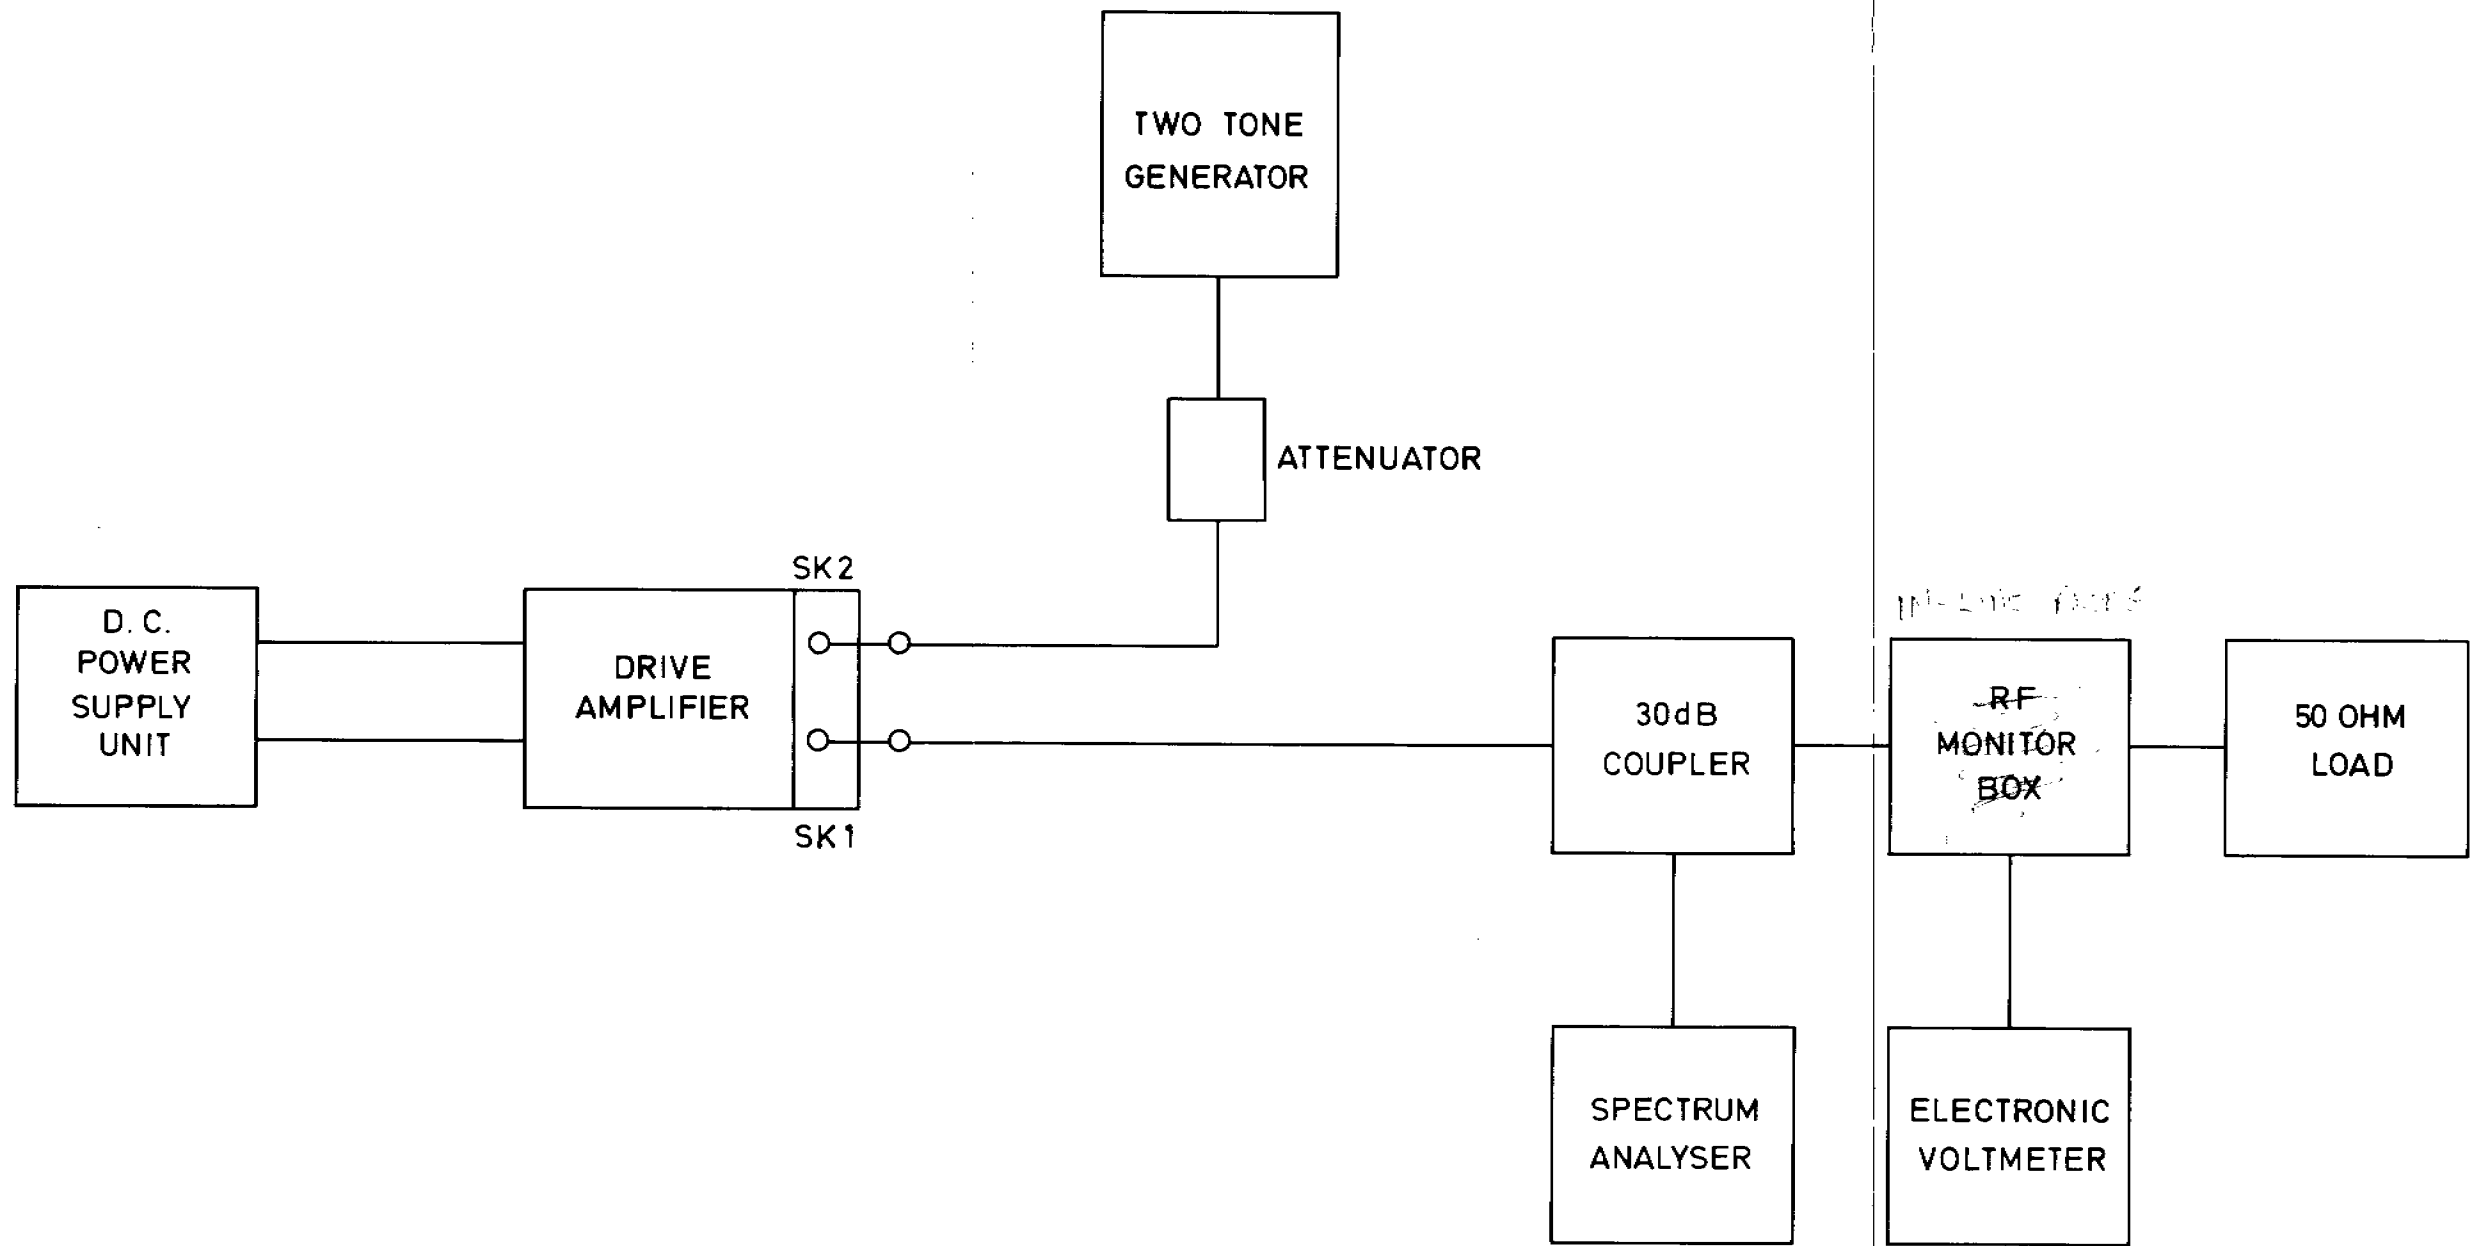 TWO TONE
GENERATOR
ATTENUATOR
SK2
D. C.
POWER
SUPPLY
UNIT
DRIVE
AMPLIFIER
SK1
30dB
COUPLER
RF
MONITOR
BOX
50 OHM
LOAD
SPECTRUM
ANALYSER
ELECTRONIC
VOLTMETER